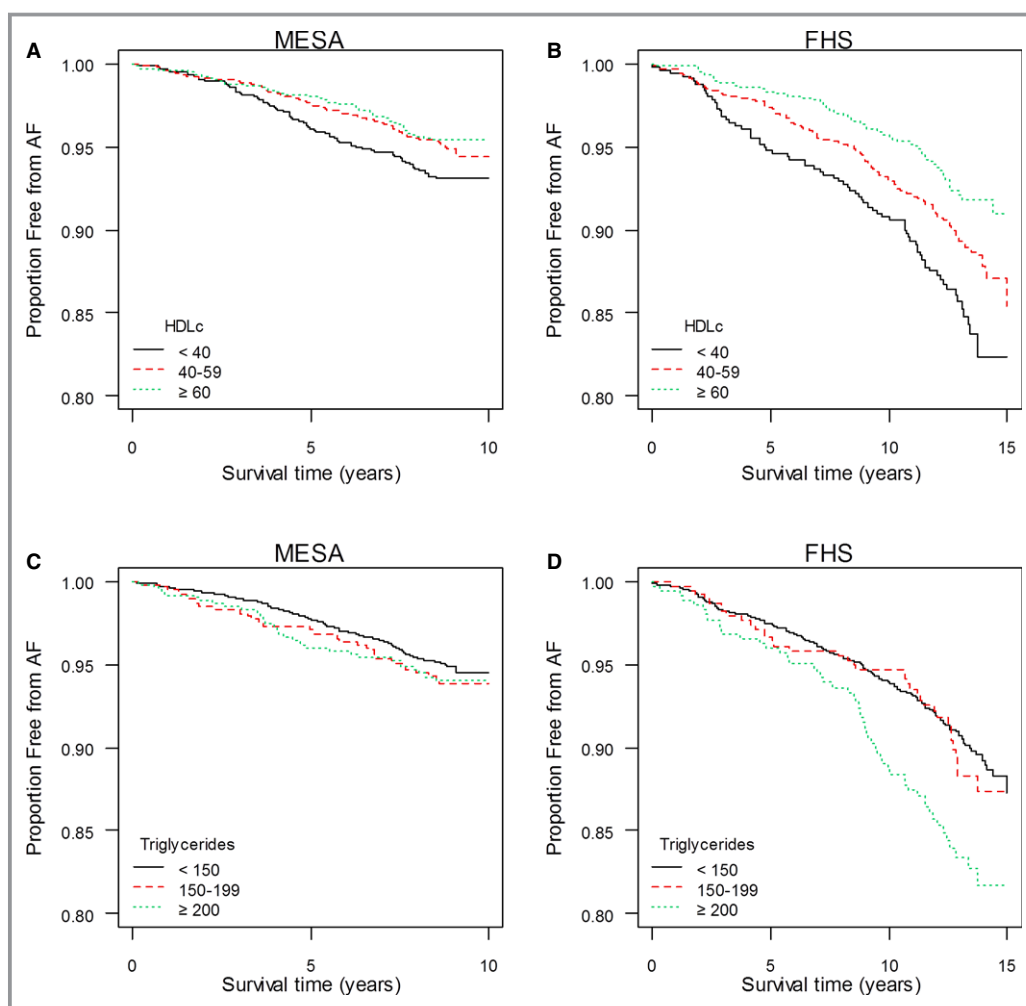 A
MESA
Proportion Free from AF
1.00
0.95
0.90
0.85
0.80
HDLc
< 40
40-59
≥ 60
0
5
10
Survival time (years)
B
FHS
Proportion Free from AF
1.00
0.95
0.90
0.85
0.80
HDLc
< 40
40-59
≥ 60
0
5
10
15
Survival time (years)
C
MESA
Proportion Free from AF
1.00
0.95
0.90
0.85
0.80
Triglycerides
< 150
150-199
≥ 200
0
5
10
Survival time (years)
D
FHS
Proportion Free from AF
1.00
0.95
0.90
0.85
0.80
Triglycerides
< 150
150-199
≥ 200
0
5
10
15
Survival time (years)